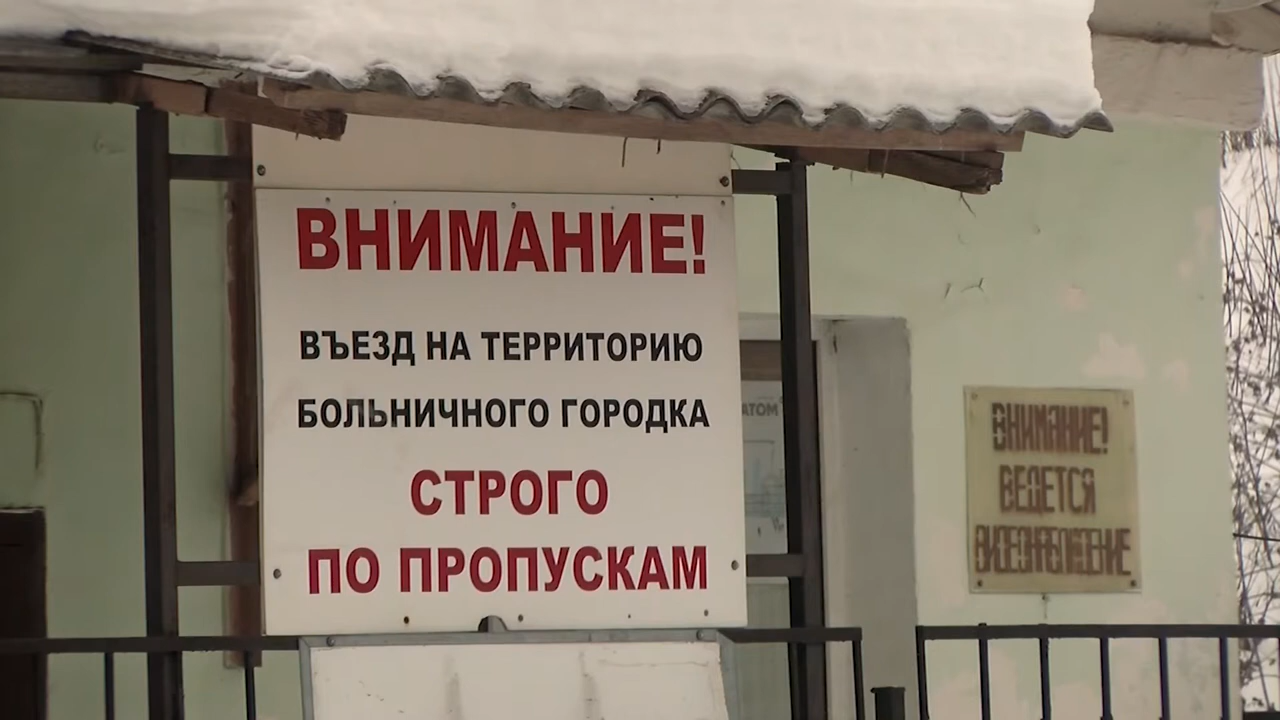 ВНИМАНИЕ!
ВЪЕЗД НА ТЕРРИТОРИЮ
БОЛЬНИЧНОГО ГОРОДКА
СТРОГО
ПО ПРОПУСКАМ
ВНИМАНИЕ!
ВЕДЕТСЯ
ВИДЕОНАБЛЮДЕНИЕ